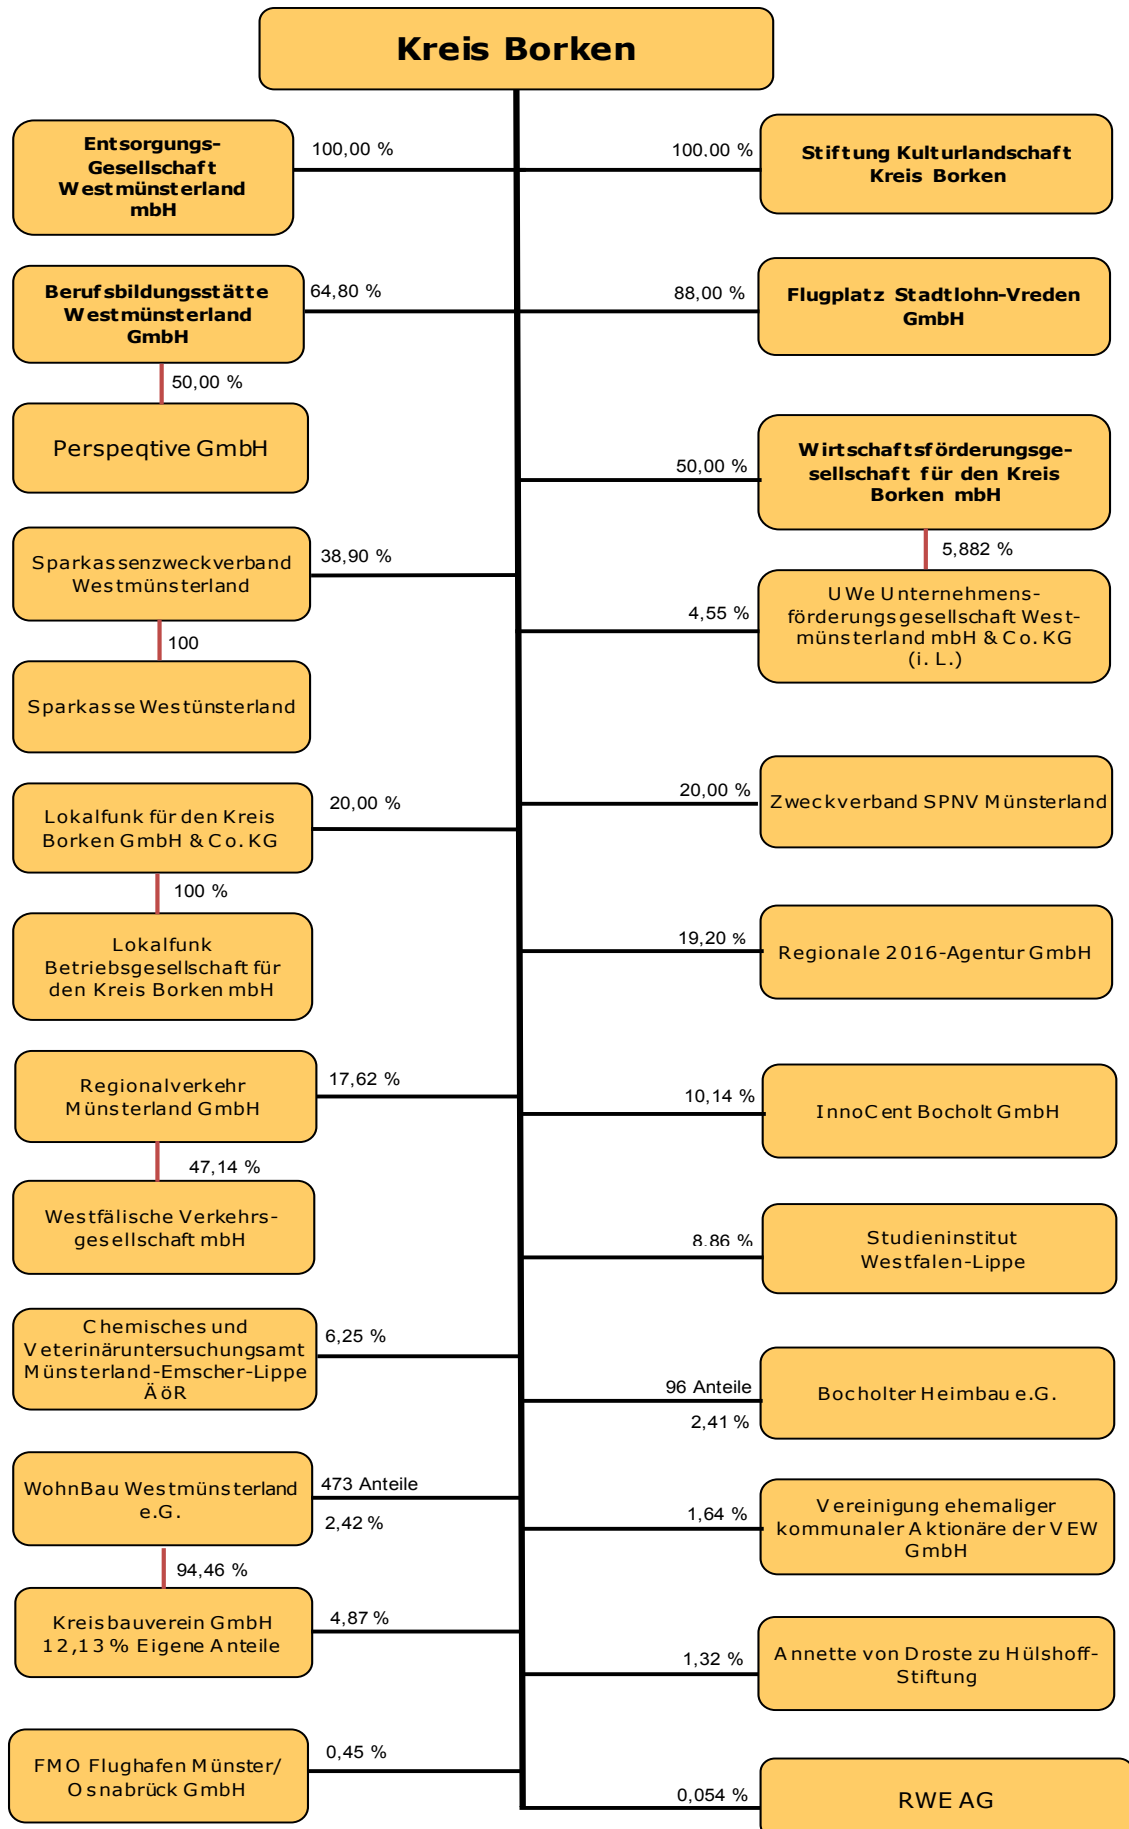 Kreis Borken
Entsorgungs-
Gesellschaft
Westmünsterland
mbH
100,00 %
100.00 %
Stiftung Kulturlandschaft
Kreis Borken
Berufsbildungsstätte
Westmünsterland
GmbH
64,80 %
88,00 %
Flugplatz Stadtlohn-Vreden
GmbH
50,00 %
Perspeqtive GmbH
50,00 %
Wirtschaftsförderungsge-
sellschaft für den Kreis
Borken mbH
5,882 %
Sparkassenzweckverband
Westmünsterland
38,90 %
4,55 %
UWe Unternehmens-
förderungsgesellschaft West-
münsterland mbH & Co. KG
(i. L.)
100
Sparkasse Westünsterland
Lokalfunk für den Kreis
Borken GmbH & Co. KG
20,00 %
20,00 %
Zweckverband SPNV Münsterland
100 %
Lokalfunk
Betriebsgesellschaft für
den Kreis Borken mbH
19,20 %
Regionale 2016-Agentur GmbH
Regionalverkehr
Münsterland GmbH
17,62 %
10,14 %
InnoCent Bocholt GmbH
47,14 %
Westfälische Verkehrs-
gesellschaft mbH
8.86 %
Studieninstitut
Westfalen-Lippe
Chemisches und
Veterinäruntersuchungsamt
Münsterland-Emscher-Lippe
ÄöR
6,25 %
96 Anteile
2,41 %
Bocholter Heimbau e.G.
WohnBau Westmünsterland
e.G.
473 Anteile
2,42 %
1,64 %
Vereinigung ehemaliger
kommunaler Aktionäre der VEW
GmbH
94,46 %
Kreisbauverein GmbH
12,13 % Eigene Anteile
4,87 %
1,32 %
Annette von Droste zu Hülshoff-
Stiftung
FMO Flughafen Münster/
Osnabrück GmbH
0,45 %
0,054 %
RWE AG